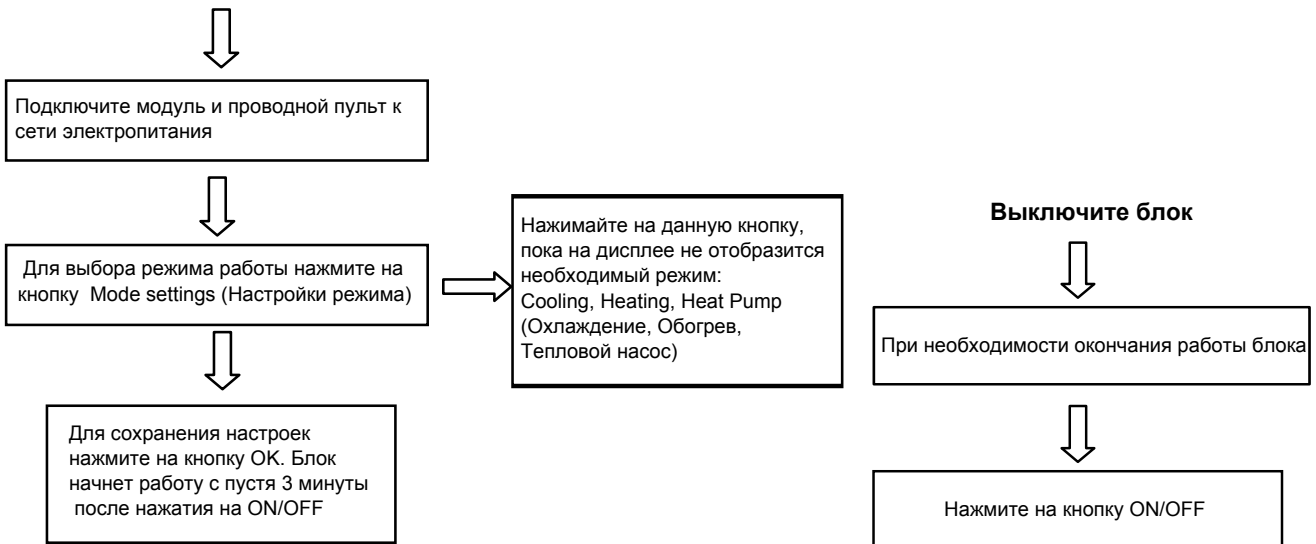 Подключите модуль и проводной пульт к
сети электропитания
Для выбора режима работы нажмите на
кнопку Mode settings (Настройки режима)
Нажимайте на данную кнопку,
пока на дисплее не отобразится
необходимый режим:
Cooling, Heating, Heat Pump
(Охлаждение, Обогрев,
Тепловой насос)
Для сохранения настроек
нажмите на кнопку OK. Блок
начнет работу с пустя 3 минуты
после нажатия на ON/OFF
Выключите блок
При необходимости окончания работы блока
Нажмите на кнопку ON/OFF